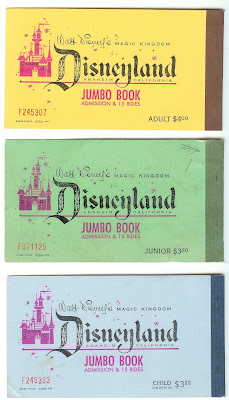 Walt Disney's MAGIC KINGDOM
Disneyland
ANAHEIM CALIFORNIA
JUMBO BOOK
ADMISSION & 15 RIDES
F245307
ADULT $4.00
Walt Disney's MAGIC KINGDOM
Disneyland
ANAHEIM CALIFORNIA
JUMBO BOOK
ADMISSION & 15 RIDES
F071125
JUNIOR $3.50
Walt Disney's MAGIC KINGDOM
Disneyland
ANAHEIM CALIFORNIA
JUMBO BOOK
ADMISSION & 15 RIDES
F245383
CHILD $3.00